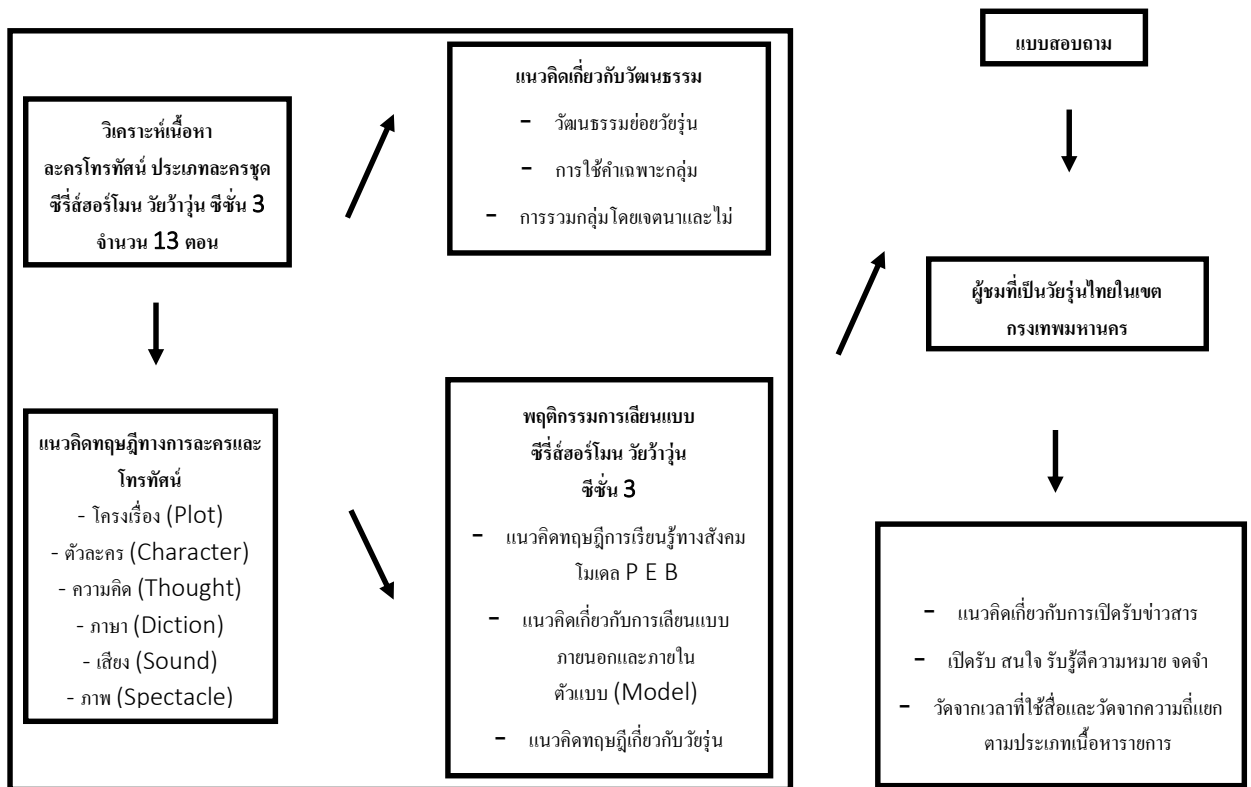 วิเคราะห์เนื้อหา
ละครโทรทัศน์ ประเภทละครชุด
ซีรี่ส์ฮอร์โมน วัยว้าวุ่น ซีซั่น 3
จำนวน 13 ตอน
แนวคิดทฤษฎีทางการละครและ
โทรทัศน์
- โครงเรื่อง (Plot)
- ตัวละคร (Character)
- ความคิด (Thought)
- ภาษา (Diction)
- เสียง (Sound)
- ภาพ (Spectacle)
แนวคิดเกี่ยวกับวัฒนธรรม
- วัฒนธรรมย่อยวัยรุ่น
- การใช้คำเฉพาะกลุ่ม
- การรวมกลุ่มโดยเจตนาและไม่
พฤติกรรมการเลียนแบบ
ซีรี่ส์ฮอร์โมน วัยว้าวุ่น
ซีซั่น 3
- แนวคิดทฤษฎีการเรียนรู้ทางสังคม
โมเดล P E B
- แนวคิดเกี่ยวกับการเลียนแบบ
ภายนอกและภายใน
ตัวแบบ (Model)
- แนวคิดทฤษฎีเกี่ยวกับวัยรุ่น
แบบสอบถาม
ผู้ชมที่เป็นวัยรุ่นไทยในเขต
กรุงเทพมหานคร
- แนวคิดเกี่ยวกับการเปิดรับข่าวสาร
- เปิดรับ สนใจ รับรู้ตีความหมาย จดจำ
- วัดจากเวลาที่ใช้สื่อและวัดจากความถี่แยก
ตามประเภทเนื้อหารายการ